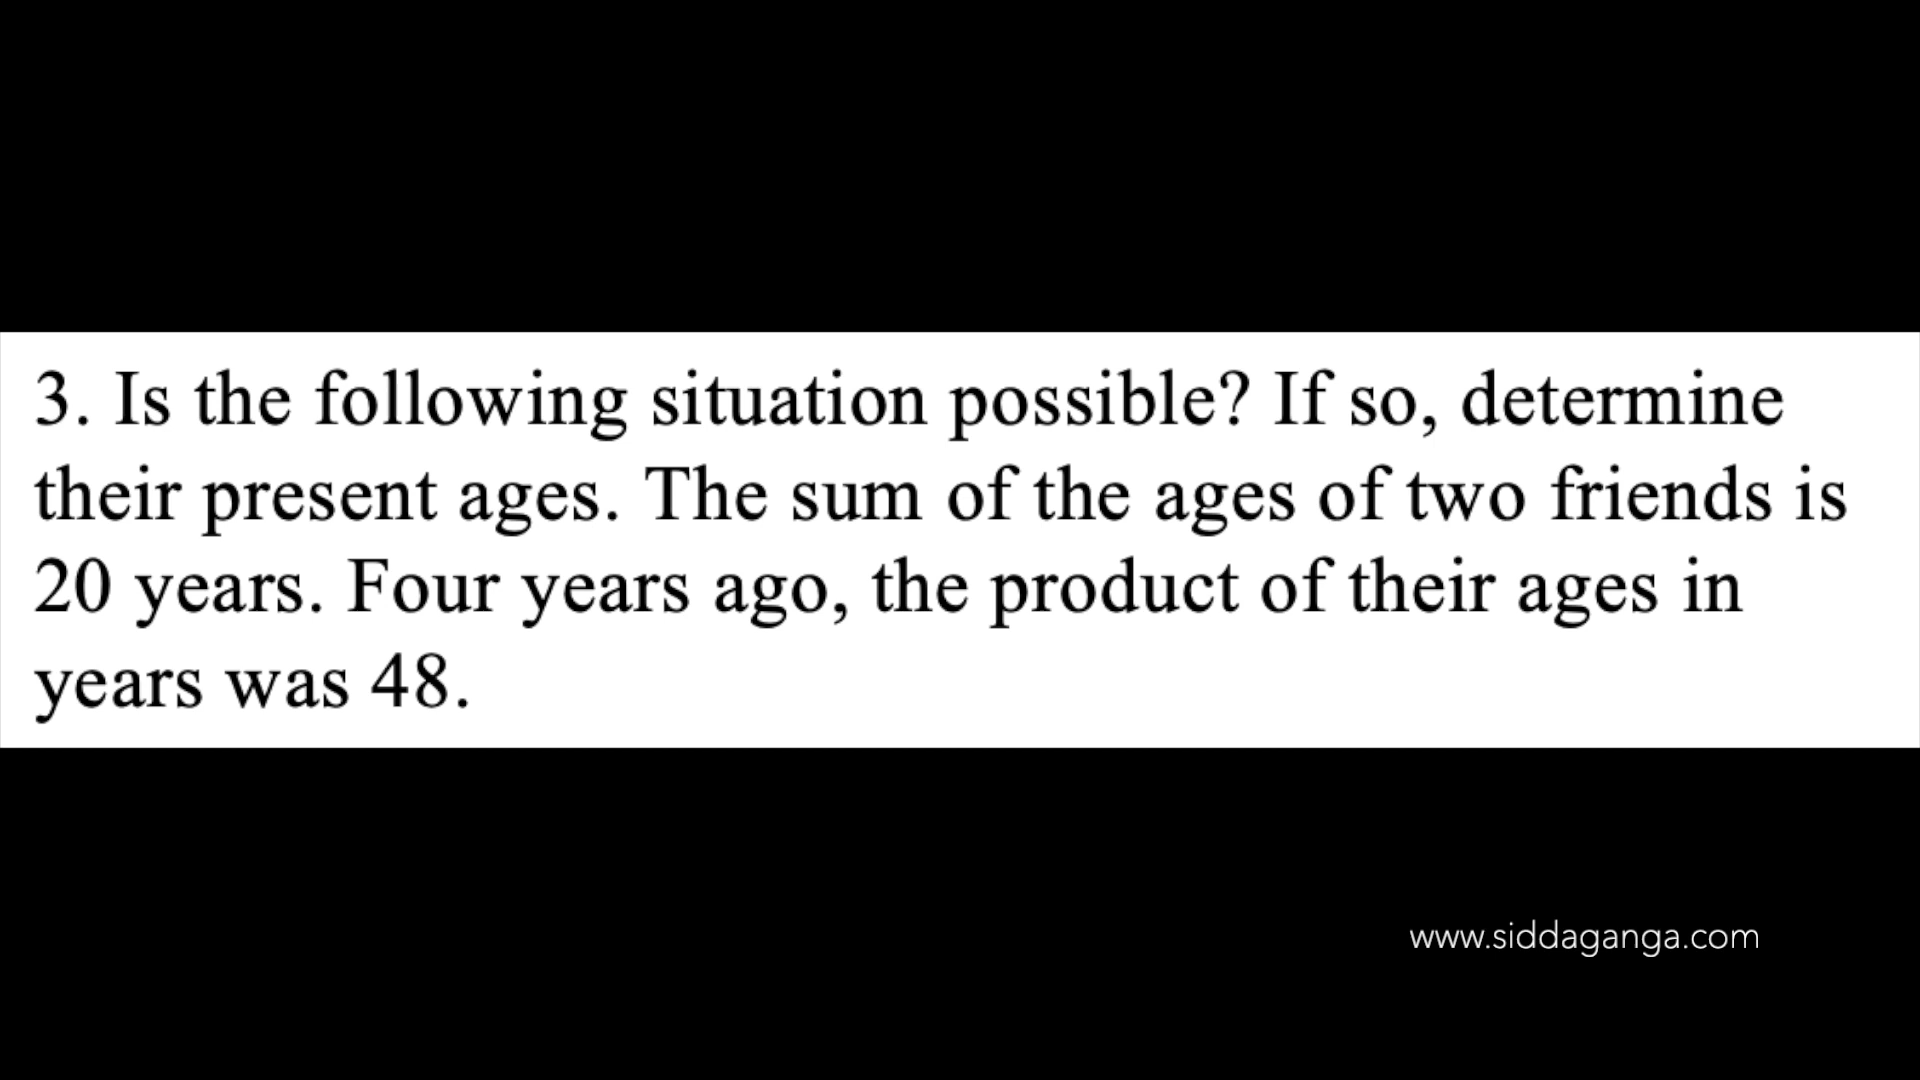 3. Is the following situation possible? If so, determine
their present ages. The sum of the ages of two friends is
20 years. Four years ago, the product of their ages in
years was 48.
www.siddaganga.com